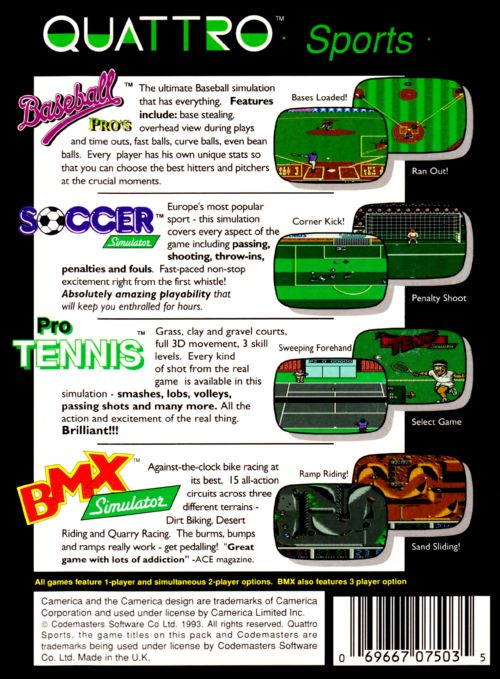 QUATTRO™ · Sports ·
Baseball™
PRO'S
The ultimate Baseball simulation
that has everything. Features
include: base stealing,
overhead view during plays
and time outs, fast balls, curve balls, even bean
balls. Every player has his own unique stats so
that you can choose the best hitters and pitchers
at the crucial moments.
Bases Loaded!
Ran Out!
SOCCER™
Simulator
Europe's most popular
sport - this simulation
covers every aspect of the
game including passing,
shooting, throw-ins,
penalties and fouls. Fast-paced non-stop
excitement right from the first whistle!
Absolutely amazing playability that
will keep you enthralled for hours.
Corner Kick!
Penalty Shoot
Pro
TENNIS™
Grass, clay and gravel courts,
full 3D movement, 3 skill
levels. Every kind
of shot from the real
game is available in this
simulation - smashes, lobs, volleys,
passing shots and many more. All the
action and excitement of the real thing.
Brilliant!!!
Sweeping Forehand
TENNIS
Select Game
BMX™
Simulator
Against-the-clock bike racing at
its best. 15 all-action
circuits across three
different terrains -
Dirt Biking, Desert
Riding and Quarry Racing. The burms, bumps
and ramps really work - get pedalling! "Great
game with lots of addiction" -ACE magazine.
Ramp Riding!
Sand Sliding!
All games feature 1-player and simultaneous 2-player options. BMX also features 3 player option
Camerica and the Camerica design are trademarks of Camerica
Corporation and used under license by Camerica Limited Inc.
© Codemasters Software Co Ltd. 1993. All rights reserved. Quattro
Sports, the game titles on this pack and Codemasters are
trademarks being used under license by Codemasters Software
Co. Ltd. Made in the U.K.
0 69667 07503 5